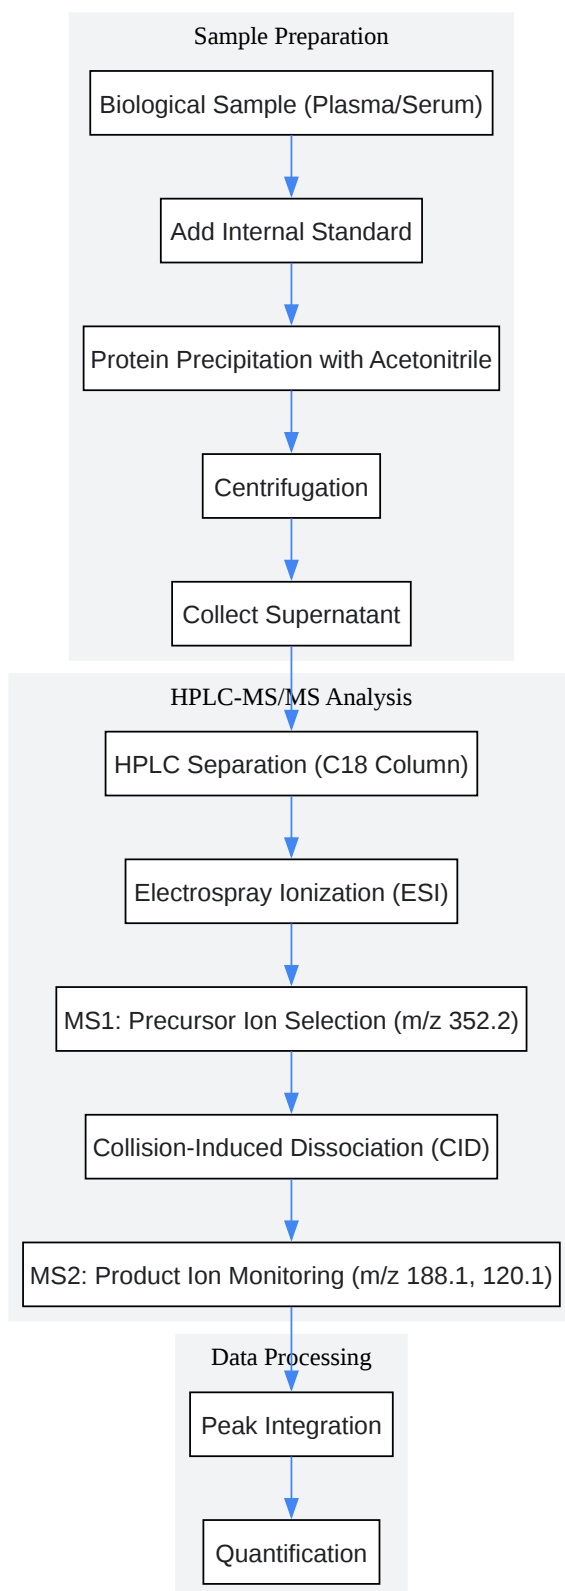 Sample Preparation
Biological Sample (Plasma/Serum)
Add Internal Standard
Protein Precipitation with Acetonitrile
Centrifugation
Collect Supernatant
HPLC-MS/MS Analysis
HPLC Separation (C18 Column)
Electrospray Ionization (ESI)
MS1: Precursor Ion Selection (m/z 352.2)
Collision-Induced Dissociation (CID)
MS2: Product Ion Monitoring (m/z 188.1, 120.1)
Data Processing
Peak Integration
Quantification